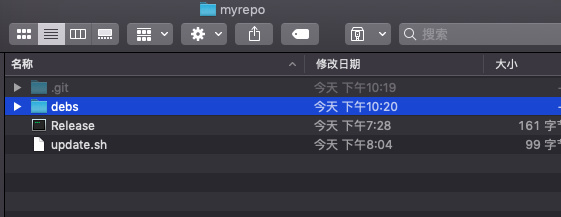 myrepo
搜索
名称 修改日期 大小
.git 今天 下午10:19
debs 今天 下午10:20
Release 今天 下午7:28 161 字
update.sh 今天 下午8:04 99 字